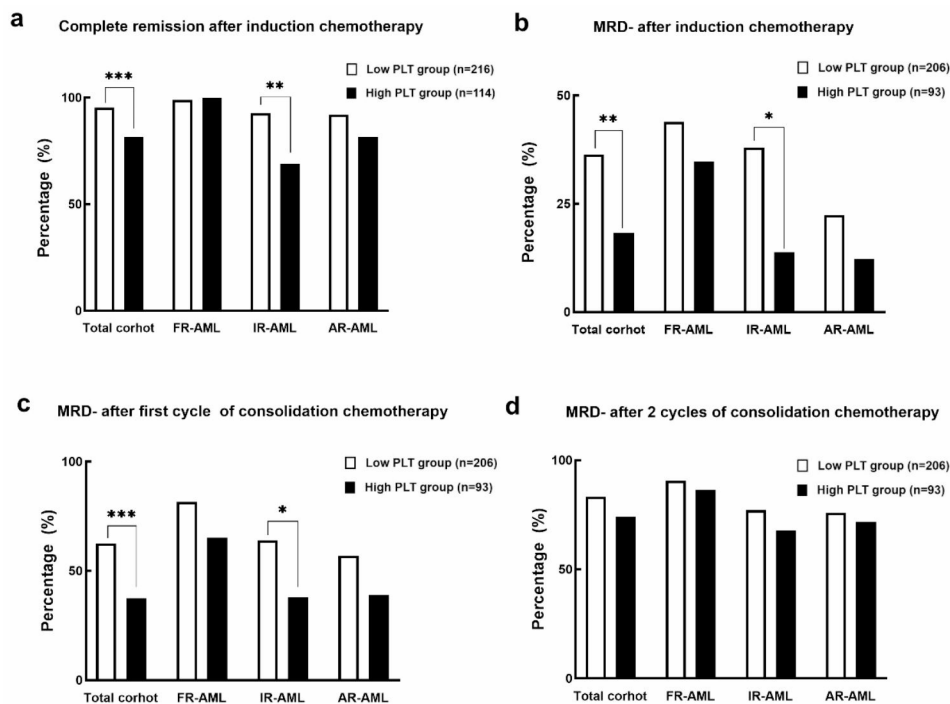 a
Complete remission after induction chemotherapy
Low PLT group (n=216)
High PLT group (n=114)
***
**
Percentage (%)
100
50
0
Total corhot
FR-AML
IR-AML
AR-AML
b
MRD- after induction chemotherapy
Low PLT group (n=206)
High PLT group (n=93)
**
*
Percentage (%)
50
25
0
Total corhot
FR-AML
IR-AML
AR-AML
c
MRD- after first cycle of consolidation chemotherapy
Low PLT group (n=206)
High PLT group (n=93)
***
*
Percentage (%)
100
50
0
Total corhot
FR-AML
IR-AML
AR-AML
d
MRD- after 2 cycles of consolidation chemotherapy
Low PLT group (n=206)
High PLT group (n=93)
Percentage (%)
100
50
0
Total corhot
FR-AML
IR-AML
AR-AML